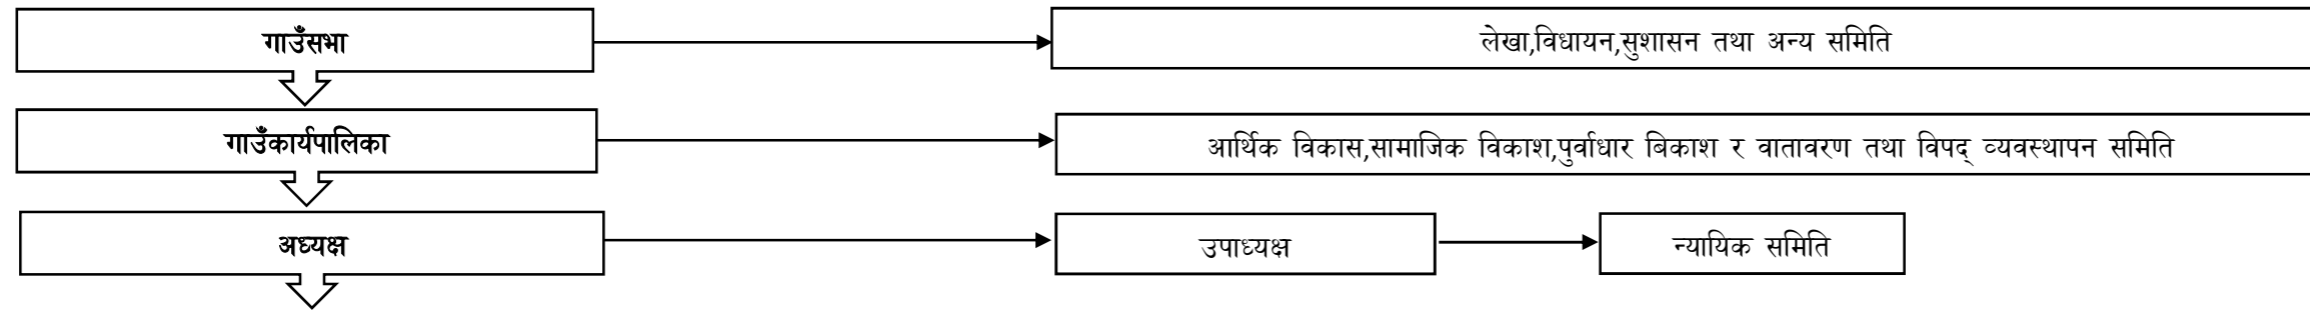 गाउँसभा
लेखा,विधायन,सुशासन तथा अन्य समिति
गाउँकार्यपालिका
आर्थिक विकास,सामाजिक विकाश,पुर्वाधार बिकाश र वातावरण तथा विपद् व्यवस्थापन समिति
अध्यक्ष
उपाध्यक्ष
न्यायिक समिति